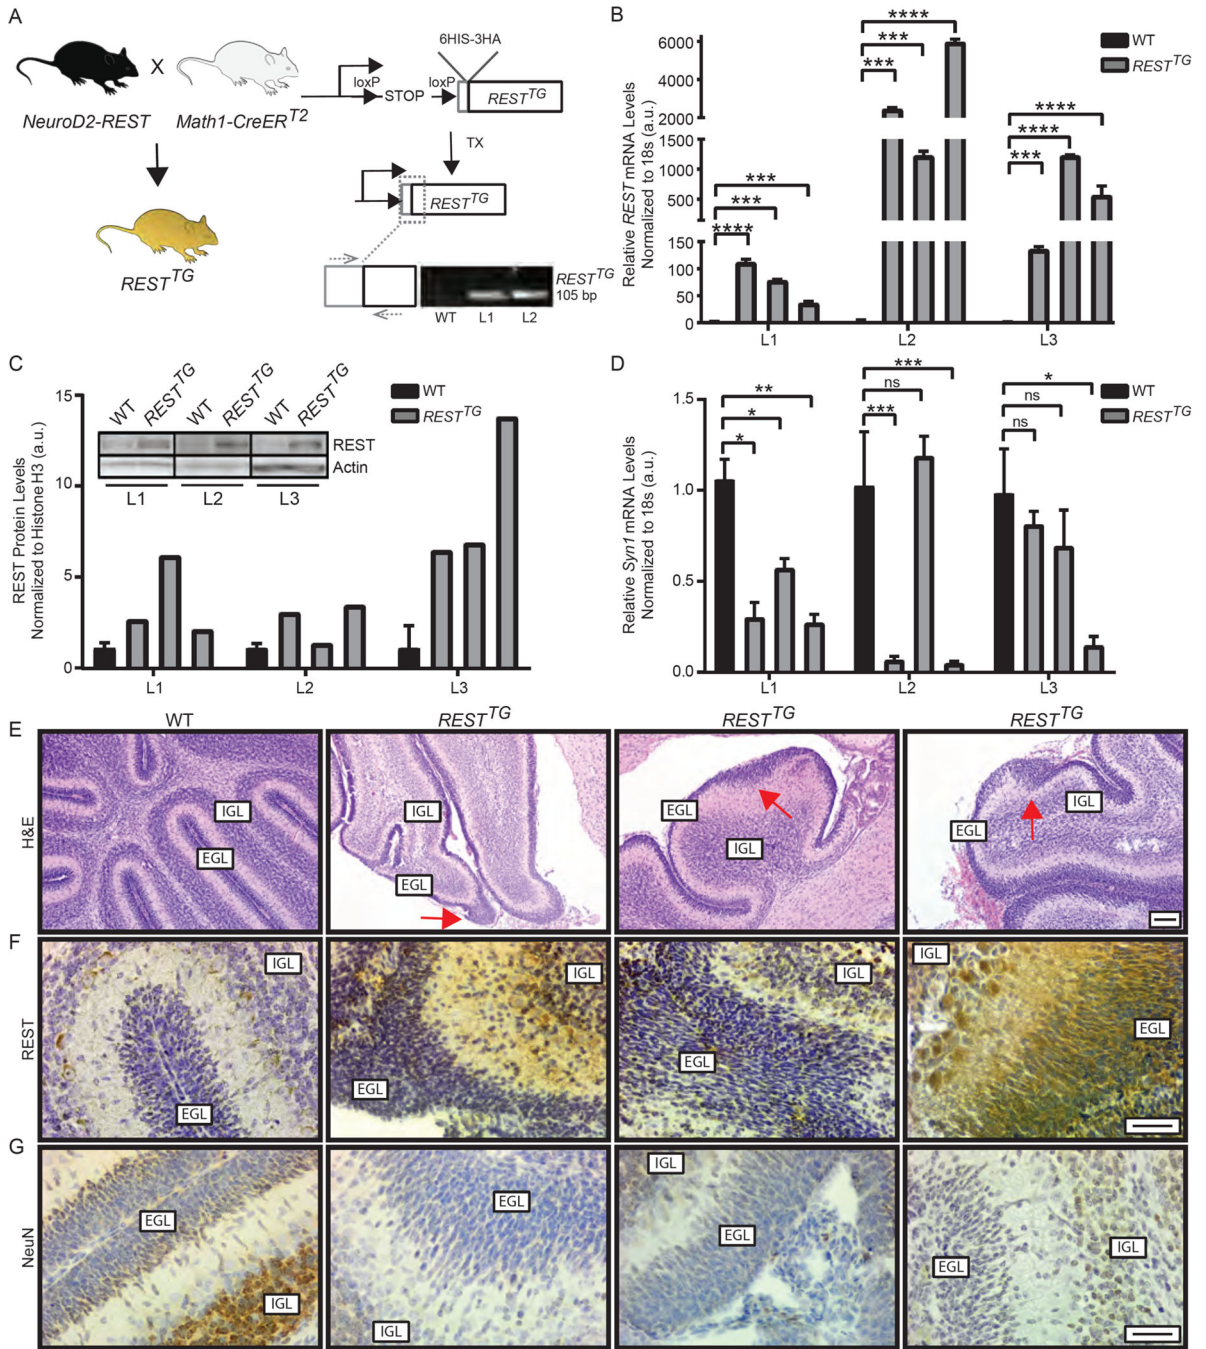 A
NeuroD2-REST X Math1-CreER^T2
REST^TG
6HIS-3HA
loxP STOP loxP
REST^TG
TX
REST^TG
REST^TG
105 bp
WT L1 L2
B
Relative REST mRNA Levels
Normalized to 18s (a.u.)
6000
5000
4000
3000
2000
1500
1000
500
150
100
50
0
**** *** ***
**** *** ***
**** **** ***
L1 L2 L3
WT
REST^TG
C
REST Protein Levels
Normalized to Histone H3 (a.u.)
15
10
5
0
WT REST^TG WT REST^TG WT REST^TG
REST
Actin
L1 L2 L3
WT
REST^TG
L1 L2 L3
D
Relative Syn1 mRNA Levels
Normalized to 18s (a.u.)
1.5
1.0
0.5
0.0
* * **
*** ns ***
ns ns *
WT
REST^TG
L1 L2 L3
WT REST^TG REST^TG REST^TG
E
H&E
IGL EGL
IGL EGL
EGL IGL
EGL IGL
F
REST
IGL EGL
IGL EGL
IGL EGL
IGL EGL
G
NeuN
EGL IGL
EGL IGL
IGL EGL
EGL IGL